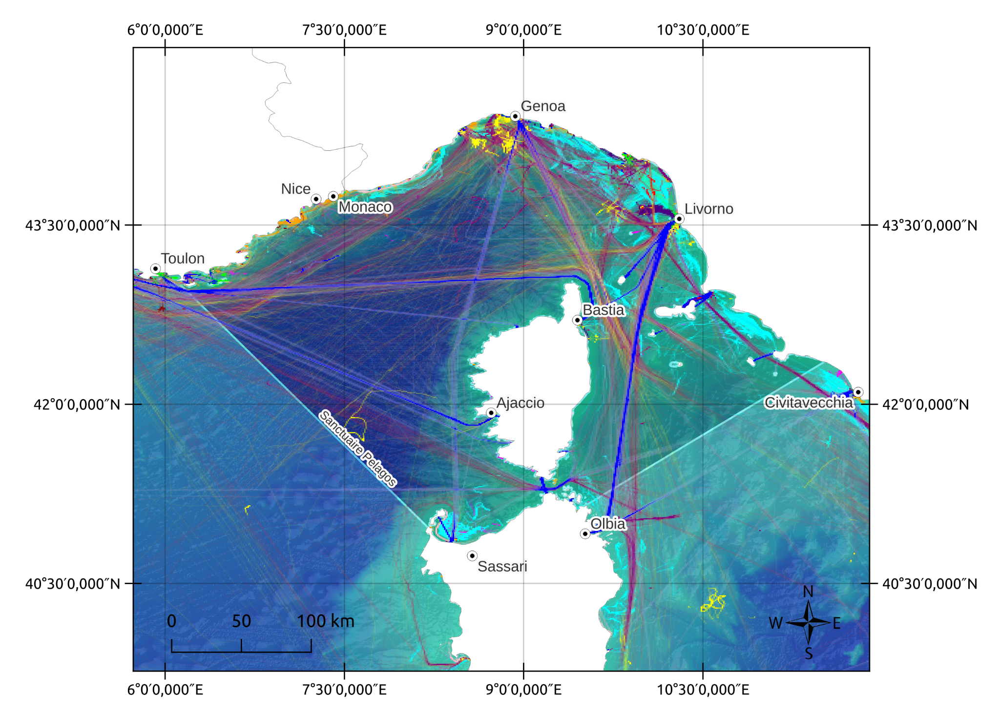 6°0′0,000″E
7°30′0,000″E
9°0′0,000″E
10°30′0,000″E
Genoa
Nice
Monaco
Livorno
43°30′0,000″N
43°30′0,000″N
Toulon
Bastia
Ajaccio
Civitavecchia
42°0′0,000″N
42°0′0,000″N
Sanctuaire Pelagos
Olbia
Sassari
40°30′0,000″N
40°30′0,000″N
N
W
E
S
0
50
100 km
6°0′0,000″E
7°30′0,000″E
9°0′0,000″E
10°30′0,000″E